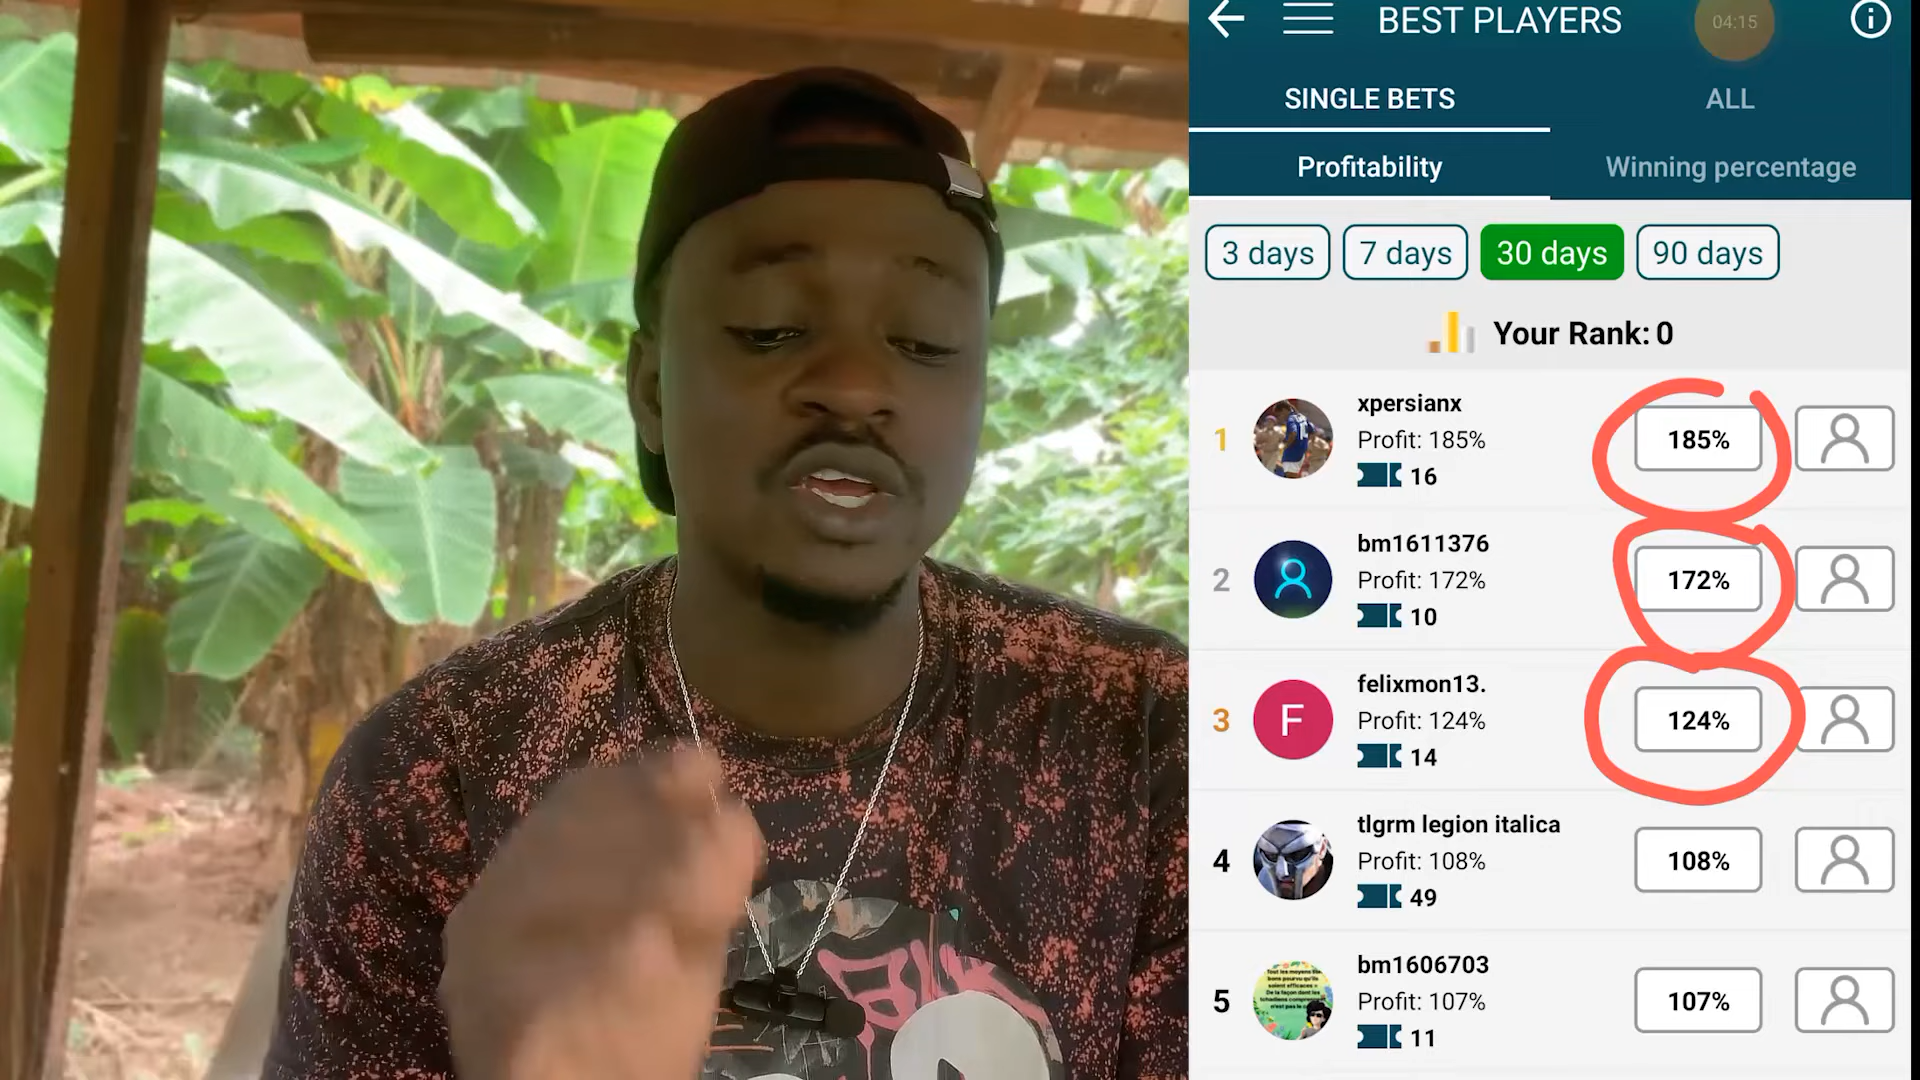 BEST PLAYERS
04:15
SINGLE BETS
ALL
Profitability
Winning percentage
3 days
7 days
30 days
90 days
Your Rank: 0
1
xpersianx
Profit: 185%
16
185%
2
bm1611376
Profit: 172%
10
172%
3
F
felixmon13.
Profit: 124%
14
124%
4
tlgrm legion italica
Profit: 108%
49
108%
5
bm1606703
Profit: 107%
11
107%